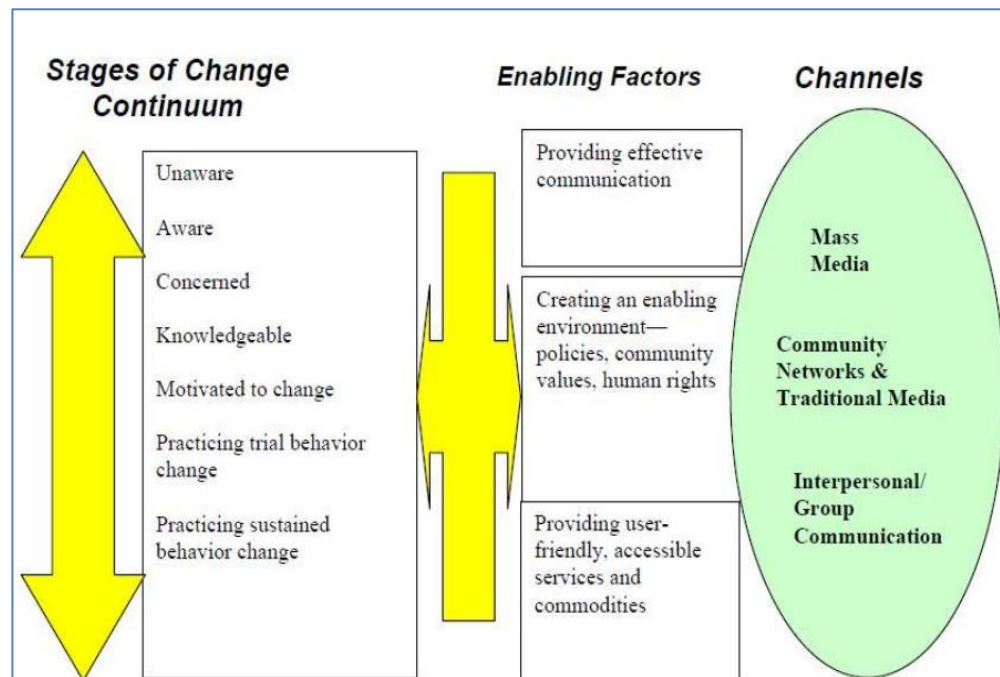 Stages of Change
Continuum
Enabling Factors
Channels
Unaware
Aware
Concerned
Knowledgeable
Motivated to change
Practicing trial behavior
change
Practicing sustained
behavior change
Providing effective
communication
Creating an enabling
environment—
policies, community
values, human rights
Providing user-
friendly, accessible
services and
commodities
Mass
Media
Community
Networks &
Traditional Media
Interpersonal/
Group
Communication